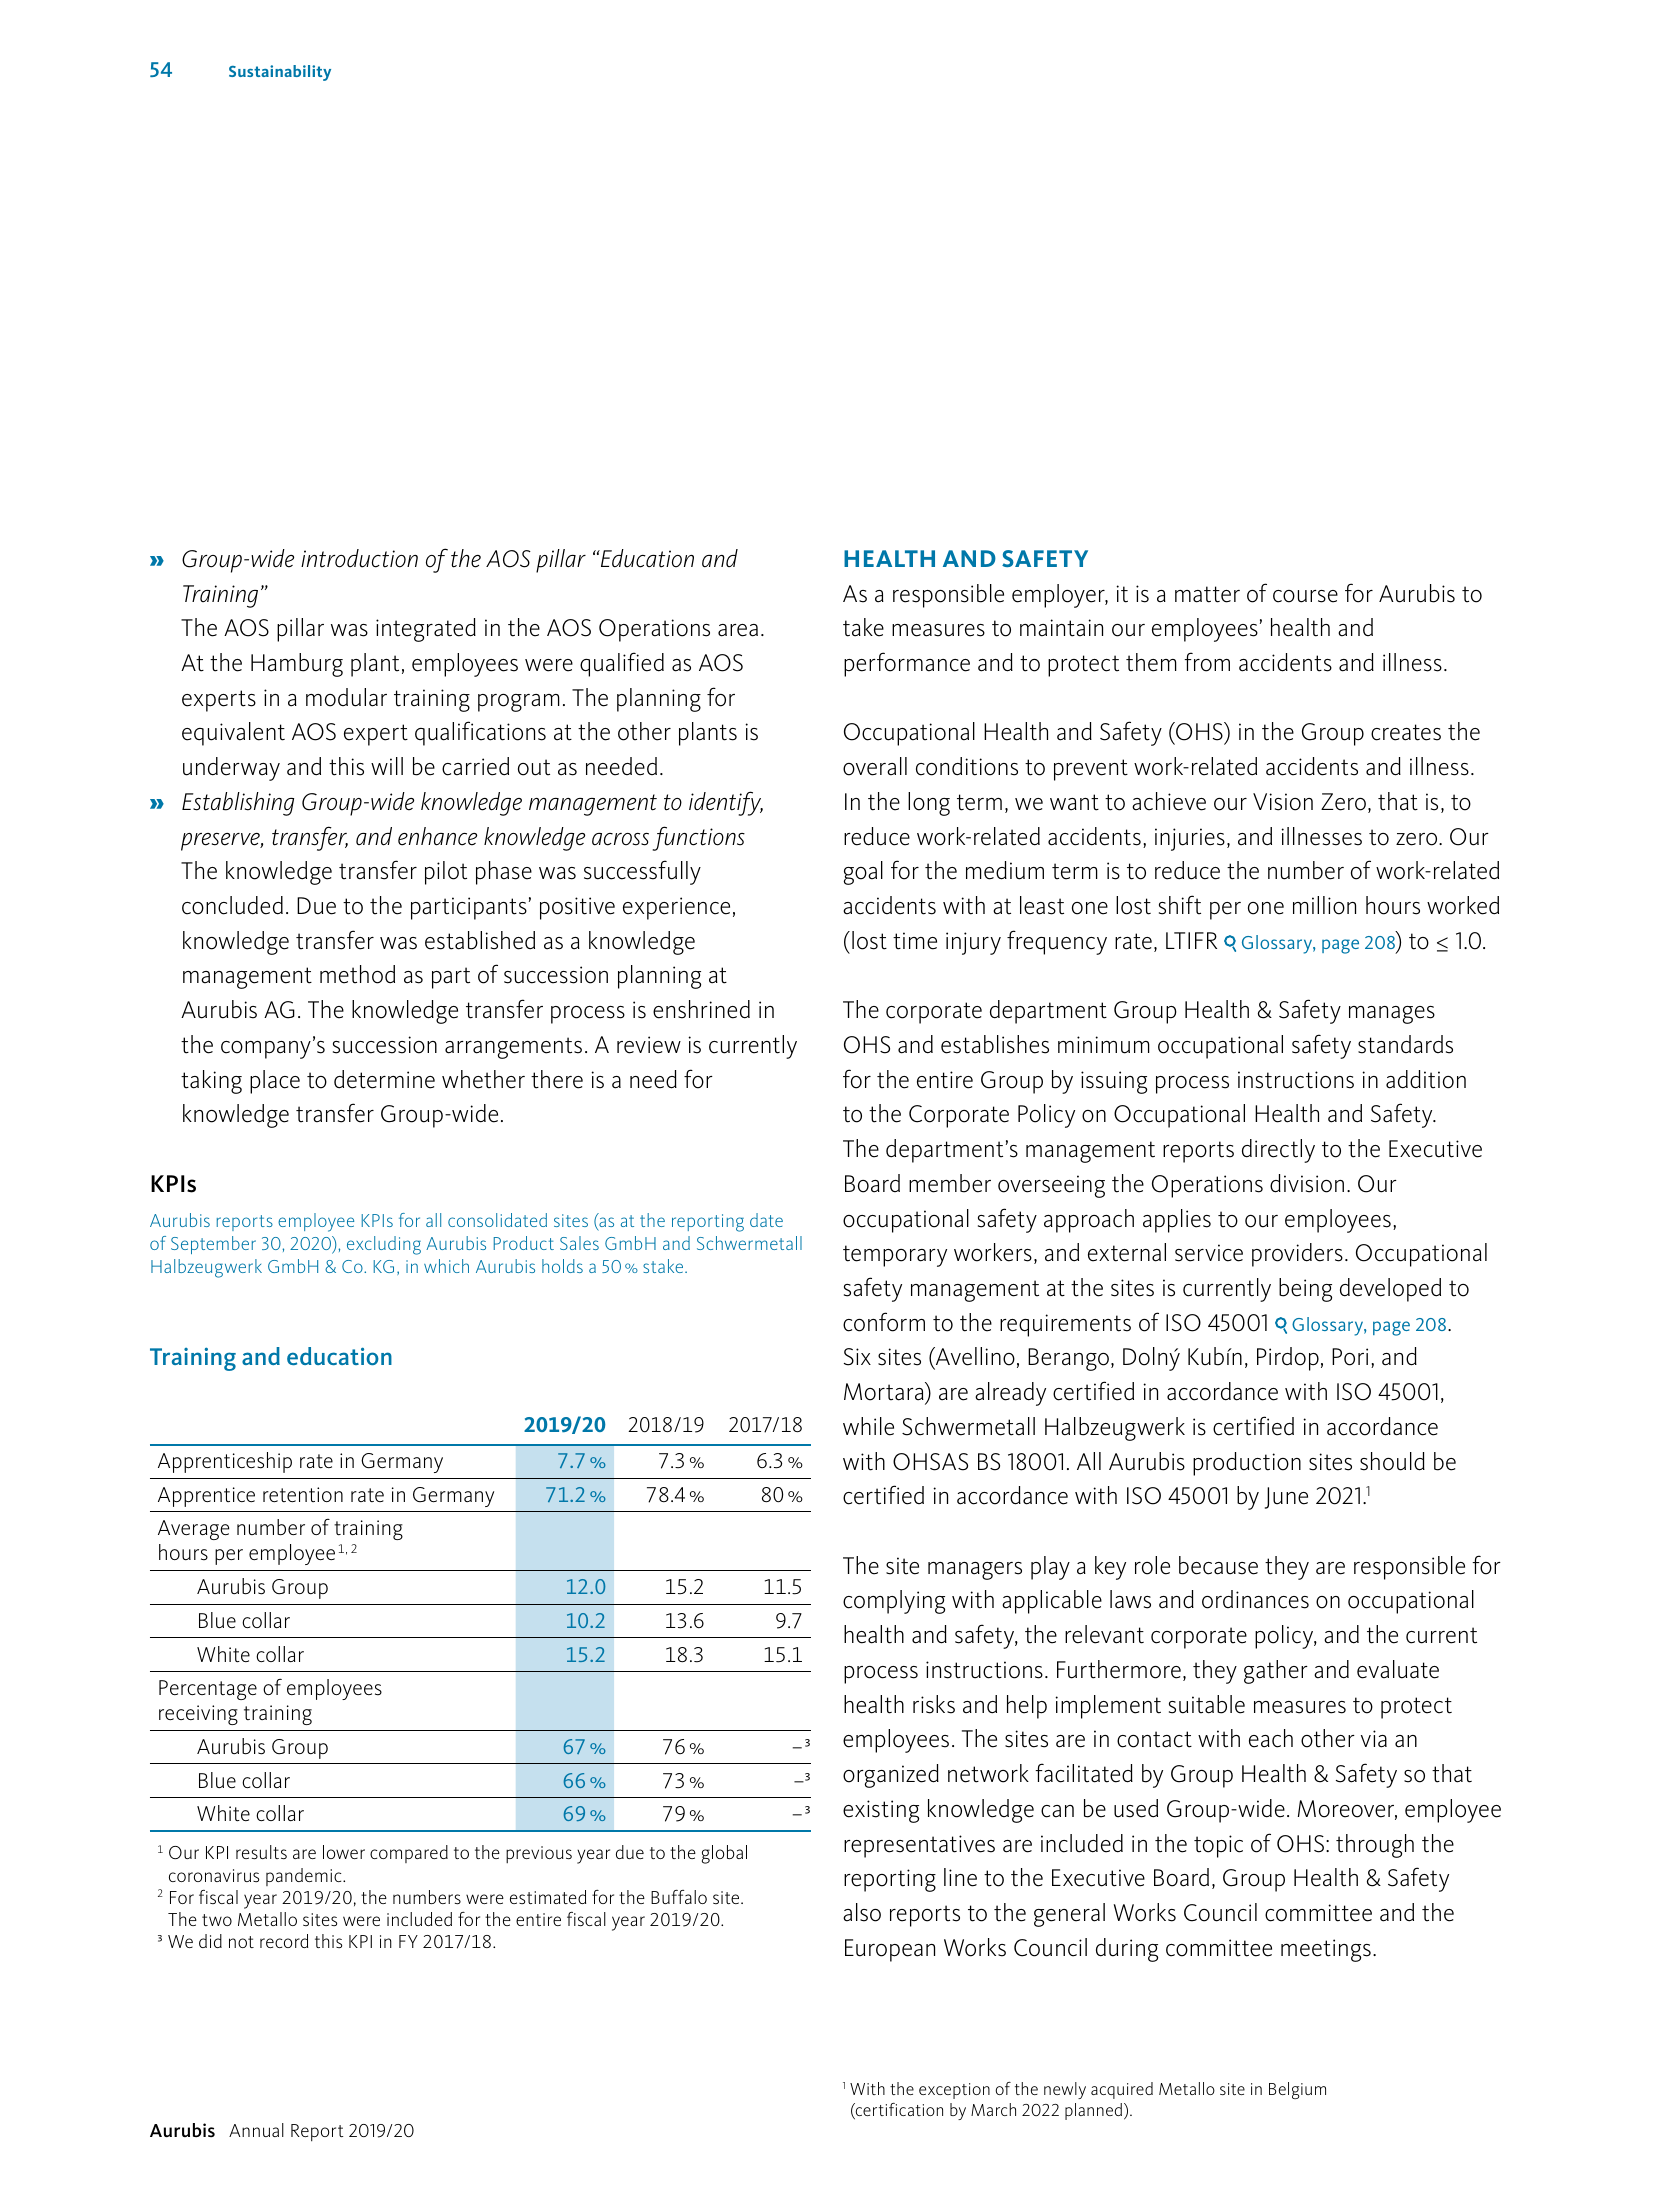 54 Sustainability
» Group-wide introduction of the AOS pillar “Education and
Training”
The AOS pillar was integrated in the AOS Operations area.
At the Hamburg plant, employees were qualified as AOS
experts in a modular training program. The planning for
equivalent AOS expert qualifications at the other plants is
underway and this will be carried out as needed.
» Establishing Group-wide knowledge management to identify,
preserve, transfer, and enhance knowledge across functions
The knowledge transfer pilot phase was successfully
concluded. Due to the participants’ positive experience,
knowledge transfer was established as a knowledge
management method as part of succession planning at
Aurubis AG. The knowledge transfer process is enshrined in
the company’s succession arrangements. A review is currently
taking place to determine whether there is a need for
knowledge transfer Group-wide.
KPIs
Aurubis reports employee KPIs for all consolidated sites (as at the reporting date
of September 30, 2020), excluding Aurubis Product Sales GmbH and Schwermetall
Halbzeugwerk GmbH & Co. KG, in which Aurubis holds a 50 % stake.
Training and education
2019/20 2018/19 2017/18
Apprenticeship rate in Germany 7.7 % 7.3 % 6.3 %
Apprentice retention rate in Germany 71.2 % 78.4 % 80 %
Average number of training
hours per employee 1, 2
Aurubis Group 12.0 15.2 11.5
Blue collar 10.2 13.6 9.7
White collar 15.2 18.3 15.1
Percentage of employees
receiving training
Aurubis Group 67 % 76 % –³
Blue collar 66 % 73 % –³
White collar 69 % 79 % –³
¹ Our KPI results are lower compared to the previous year due to the global
coronavirus pandemic.
² For fiscal year 2019/20, the numbers were estimated for the Buffalo site.
The two Metallo sites were included for the entire fiscal year 2019/20.
³ We did not record this KPI in FY 2017/18.
HEALTH AND SAFETY
As a responsible employer, it is a matter of course for Aurubis to
take measures to maintain our employees’ health and
performance and to protect them from accidents and illness.
Occupational Health and Safety (OHS) in the Group creates the
overall conditions to prevent work-related accidents and illness.
In the long term, we want to achieve our Vision Zero, that is, to
reduce work-related accidents, injuries, and illnesses to zero. Our
goal for the medium term is to reduce the number of work-related
accidents with at least one lost shift per one million hours worked
(lost time injury frequency rate, LTIFR Glossary, page 208) to ≤ 1.0.
The corporate department Group Health & Safety manages
OHS and establishes minimum occupational safety standards
for the entire Group by issuing process instructions in addition
to the Corporate Policy on Occupational Health and Safety.
The department’s management reports directly to the Executive
Board member overseeing the Operations division. Our
occupational safety approach applies to our employees,
temporary workers, and external service providers. Occupational
safety management at the sites is currently being developed to
conform to the requirements of ISO 45001 Glossary, page 208.
Six sites (Avellino, Berango, Dolný Kubín, Pirdop, Pori, and
Mortara) are already certified in accordance with ISO 45001,
while Schwermetall Halbzeugwerk is certified in accordance
with OHSAS BS 18001. All Aurubis production sites should be
certified in accordance with ISO 45001 by June 2021.¹
The site managers play a key role because they are responsible for
complying with applicable laws and ordinances on occupational
health and safety, the relevant corporate policy, and the current
process instructions. Furthermore, they gather and evaluate
health risks and help implement suitable measures to protect
employees. The sites are in contact with each other via an
organized network facilitated by Group Health & Safety so that
existing knowledge can be used Group-wide. Moreover, employee
representatives are included in the topic of OHS: through the
reporting line to the Executive Board, Group Health & Safety
also reports to the general Works Council committee and the
European Works Council during committee meetings.
¹ With the exception of the newly acquired Metallo site in Belgium
(certification by March 2022 planned).
Aurubis Annual Report 2019/20